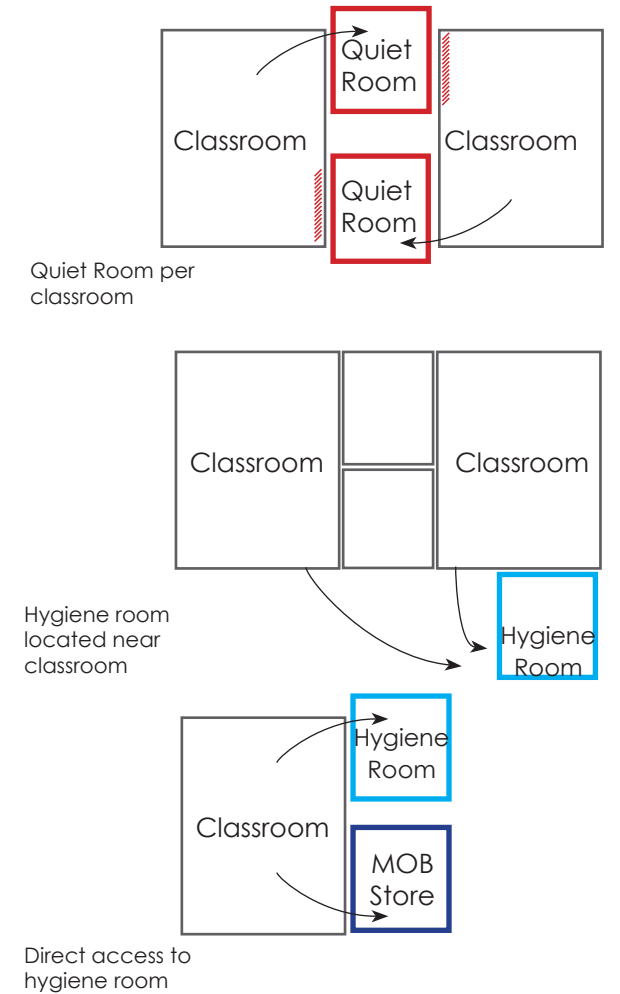 Quiet
Room
Classroom
Classroom
Quiet
Room
Quiet Room per
classroom
Classroom
Classroom
Hygiene room
located near
classroom
Hygiene
Room
Hygiene
Room
Classroom
MOB
Store
Direct access to
hygiene room